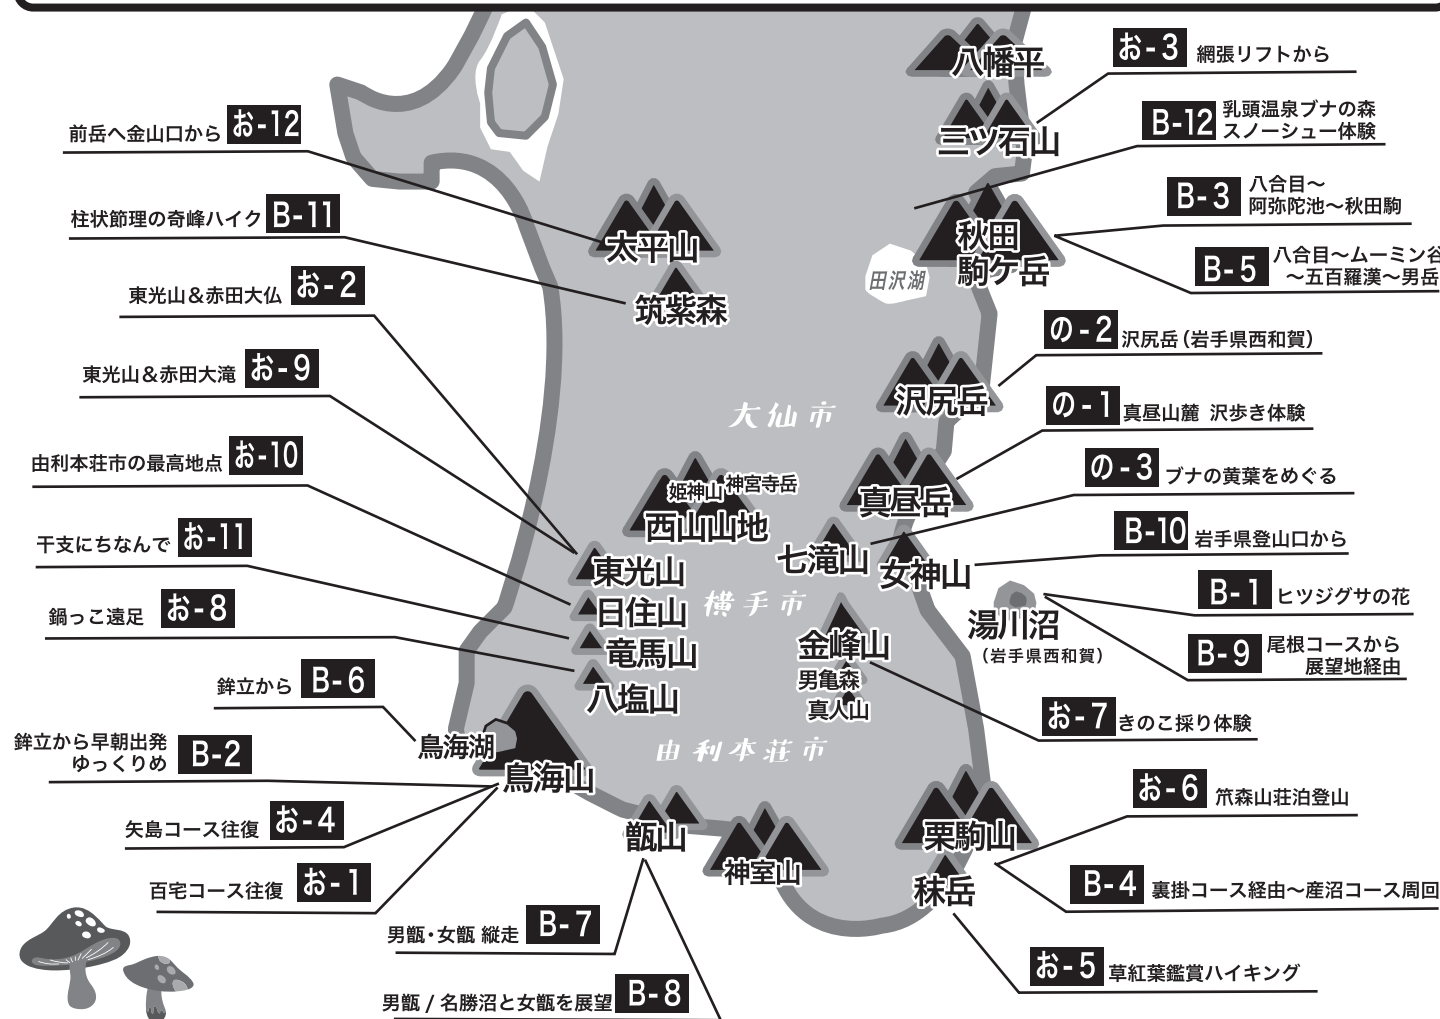 八幡平
お-3 網張リフトから
三ツ石山
B-12 乳頭温泉ブナの森
スノーシュー体験
前岳へ金山口から お-12
B-3 八合目〜
阿弥陀池〜秋田駒
柱状節理の奇峰ハイク B-11
太平山
秋田
駒ケ岳
B-5 八合目〜ムーミン谷
〜五百羅漢〜男岳
田沢湖
東光山＆赤田大仏 お-2
筑紫森
の-2 沢尻岳（岩手県西和賀）
東光山＆赤田大滝 お-9
沢尻岳
大仙市
の-1 真昼山麓 沢歩き体験
由利本荘市の最高地点 お-10
姫神山
神宮寺岳
西山山地
真昼岳
の-3 ブナの黄葉をめぐる
干支にちなんで お-11
七滝山
女神山
B-10 岩手県登山口から
東光山
日住山
横手市
B-1 ヒツジグサの花
鍋っこ遠足 お-8
湯川沼
（岩手県西和賀）
竜馬山
金峰山
B-9 尾根コースから
展望地経由
鉾立から B-6
八塩山
男亀森
真人山
お-7 きのこ採り体験
鉾立から早朝出発
ゆっくりめ B-2
鳥海湖
鳥海山
由利本荘市
お-6 笊森山荘泊登山
矢島コース往復 お-4
甑山
神室山
栗駒山
秣岳
百宅コース往復 お-1
B-4 裏掛コース経由〜産沼コース周回
男甑・女甑 縦走 B-7
お-5 草紅葉鑑賞ハイキング
男甑 / 名勝沼と女甑を展望 B-8